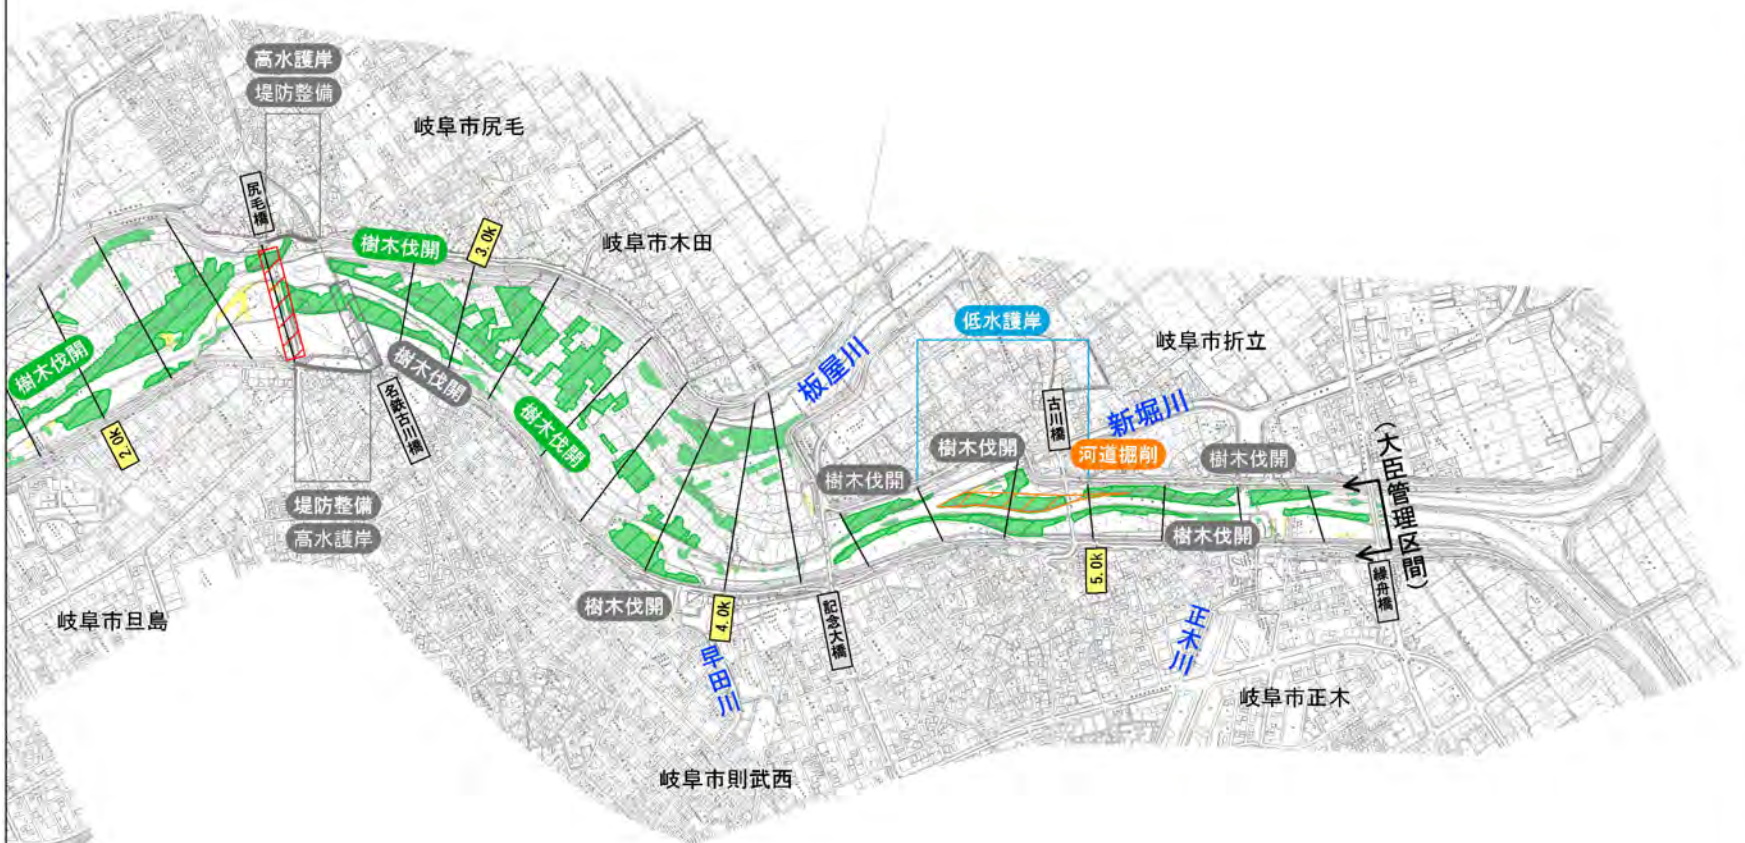 高水護岸
堤防整備
岐阜市尻毛
尻毛橋
樹木伐開
3.0k
岐阜市木田
低水護岸
岐阜市折立
板屋川
樹木伐開
樹木伐開
名鉄古川橋
樹木伐開
2.0k
古川橋
新堀川
樹木伐開
河道掘削
樹木伐開
樹木伐開
(大臣管理区間)
堤防整備
高水護岸
樹木伐開
5.0k
繰舟橋
樹木伐開
4.0k
記念大橋
岐阜市旦島
正木川
早田川
岐阜市正木
岐阜市則武西